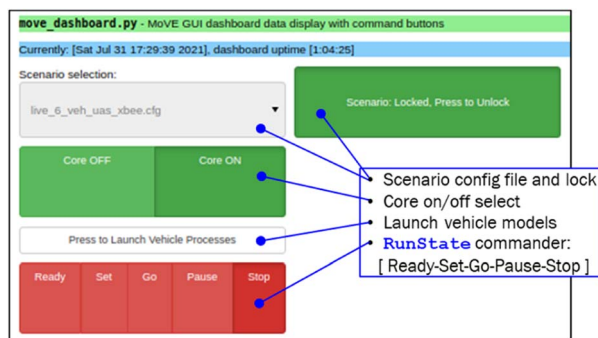 move_dashboard.py - MoVE GUI dashboard data display with command buttons
Currently: [Sat Jul 31 17:29:39 2021], dashboard uptime [1:04:25]
Scenario selection:
live_6_veh_uas_xbee.cfg
Scenario: Locked, Press to Unlock
Core OFF
Core ON
Press to Launch Vehicle Processes
Ready Set Go Pause Stop
• Scenario config file and lock
• Core on/off select
• Launch vehicle models
• RunState commander:
[ Ready-Set-Go-Pause-Stop ]